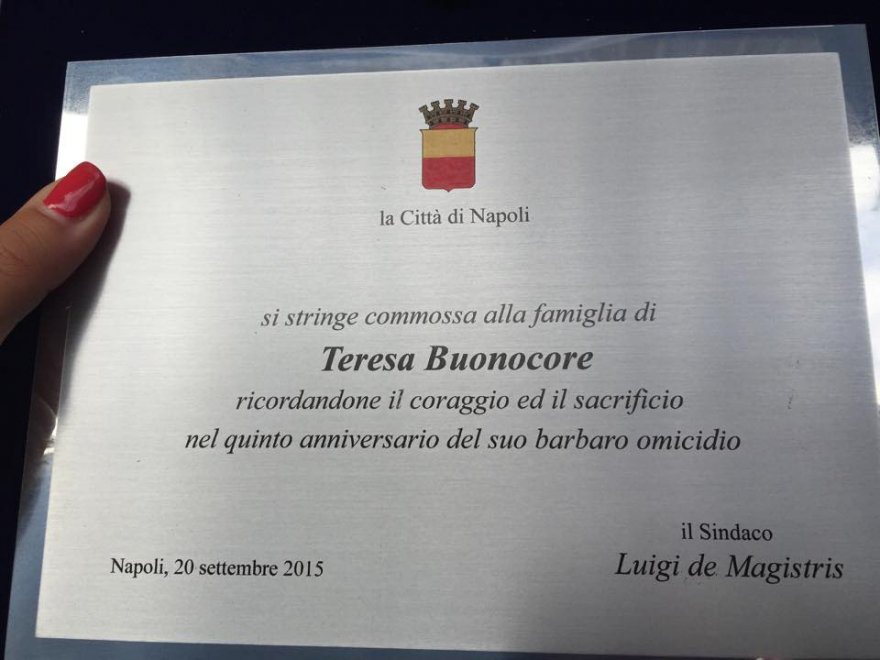 la Città di Napoli
si stringe commossa alla famiglia di
Teresa Buonocore
ricordandone il coraggio ed il sacrificio
nel quinto anniversario del suo barbaro omicidio
il Sindaco
Napoli, 20 settembre 2015
Luigi de Magistris